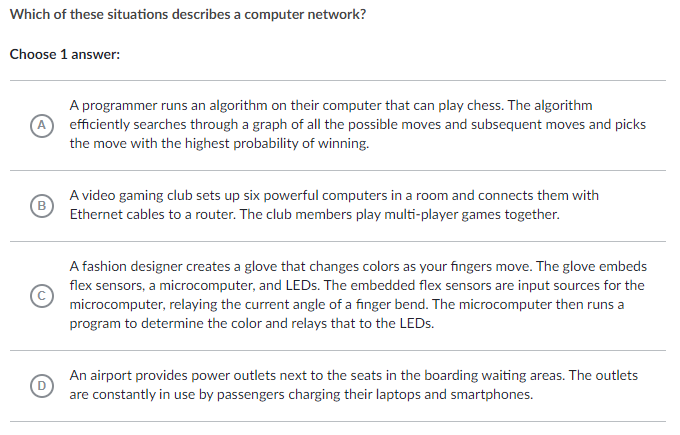 Which of these situations describes a computer network?
Choose 1 answer:
A programmer runs an algorithm on their computer that can play chess. The algorithm
A efficiently searches through a graph of all the possible moves and subsequent moves and picks
the move with the highest probability of winning.
A video gaming club sets up six powerful computers in a room and connects them with
B Ethernet cables to a router. The club members play multi-player games together.
A fashion designer creates a glove that changes colors as your fingers move. The glove embeds
flex sensors, a microcomputer, and LEDs. The embedded flex sensors are input sources for the
C microcomputer, relaying the current angle of a finger bend. The microcomputer then runs a
program to determine the color and relays that to the LEDs.
An airport provides power outlets next to the seats in the boarding waiting areas. The outlets
D are constantly in use by passengers charging their laptops and smartphones.